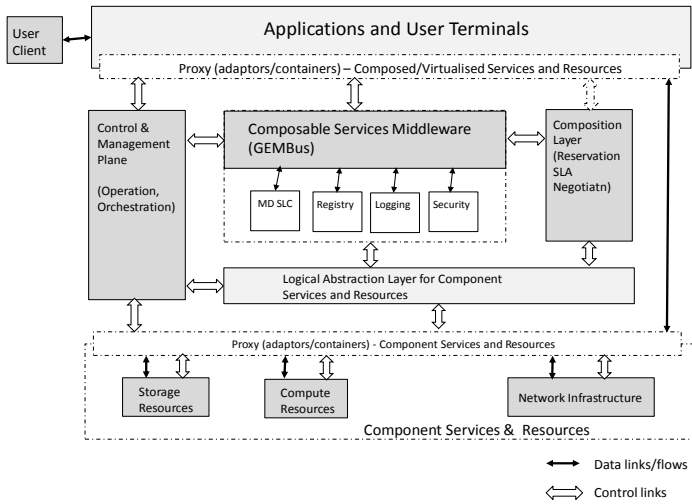 Applications and User Terminals
User
Client
Proxy (adaptors/containers) – Composed/Virtualised Services and Resources
Control &
Management
Plane
(Operation,
Orchestration)
Composable Services Middleware
(GEMBus)
Composition
Layer
(Reservation
SLA
Negotiatn)
MD SLC
Registry
Logging
Security
Logical Abstraction Layer for Component
Services and Resources
Proxy (adaptors/containers) - Component Services and Resources
Storage
Resources
Compute
Resources
Network Infrastructure
Component Services & Resources
Data links/flows
Control links